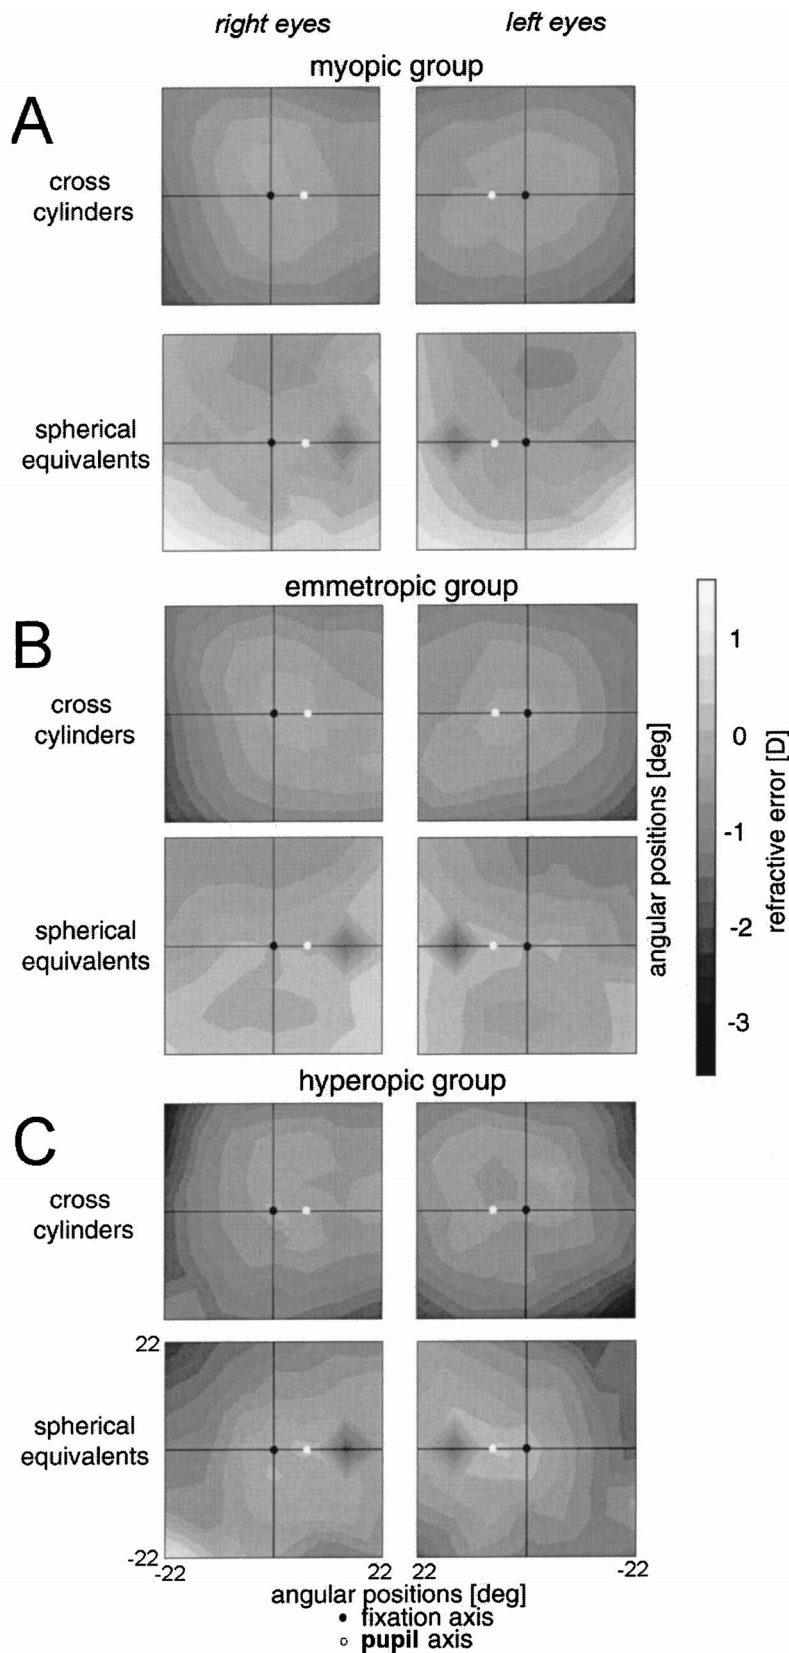 right eyes left eyes
myopic group
A
cross
cylinders
spherical
equivalents
emmetropic group
B
cross
cylinders
angular positions [deg]
1
0
-1
-2
-3
refractive error [D]
spherical
equivalents
hyperopic group
C
cross
cylinders
22
spherical
equivalents
-22
-22 22 22 -22
angular positions [deg]
fixation axis
pupil axis